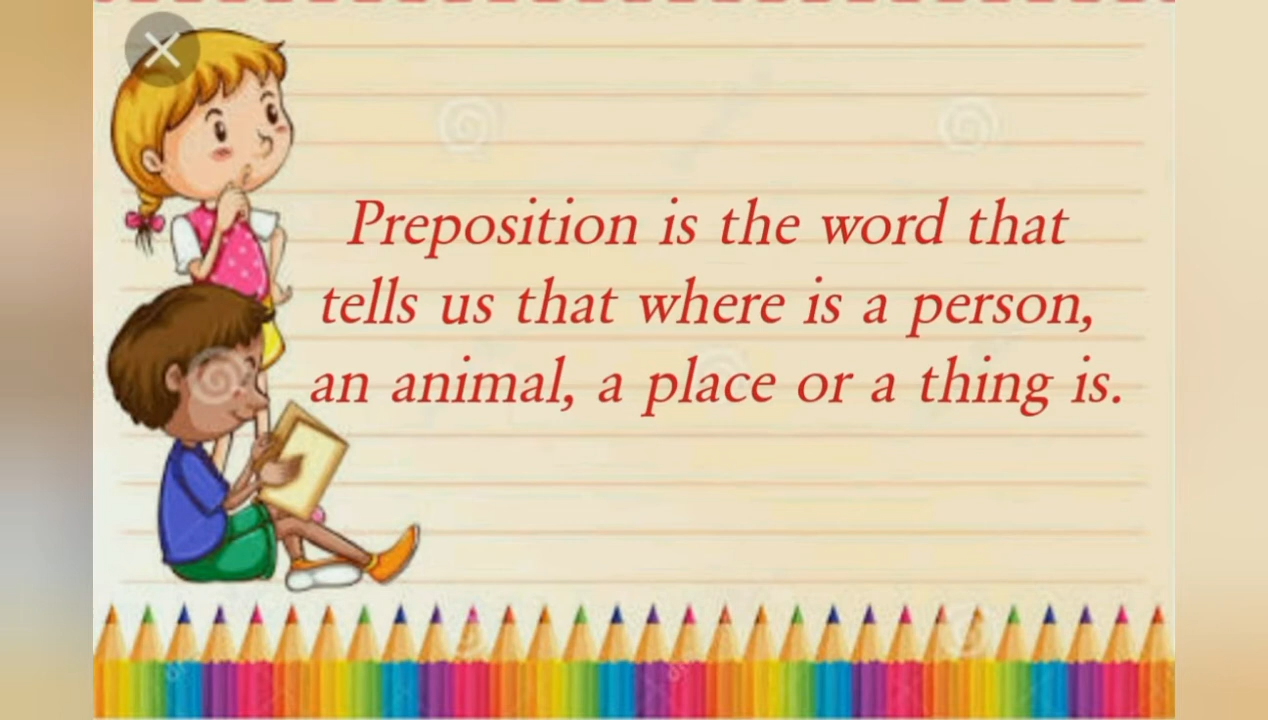 Preposition is the word that
tells us that where is a person,
an animal, a place or a thing is.